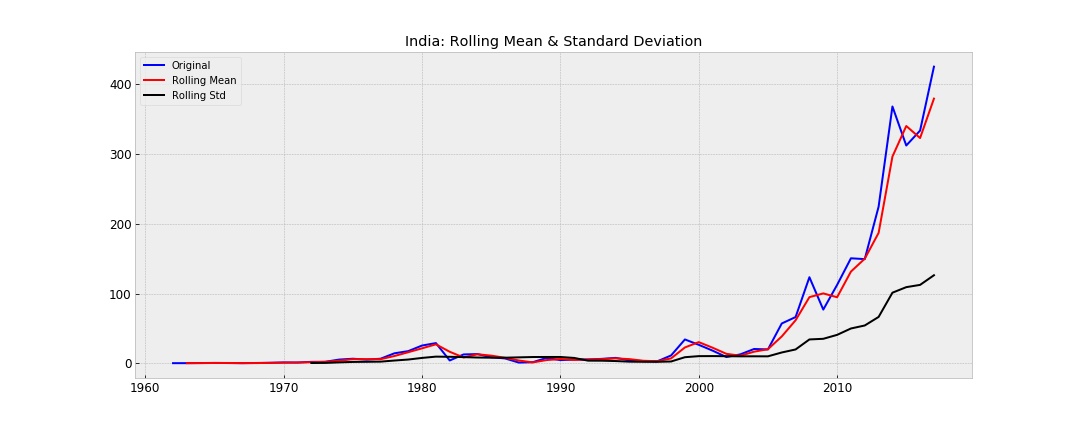 India: Rolling Mean & Standard Deviation
Original
Rolling Mean
Rolling Std
400
300
200
100
0
1960 1970 1980 1990 2000 2010